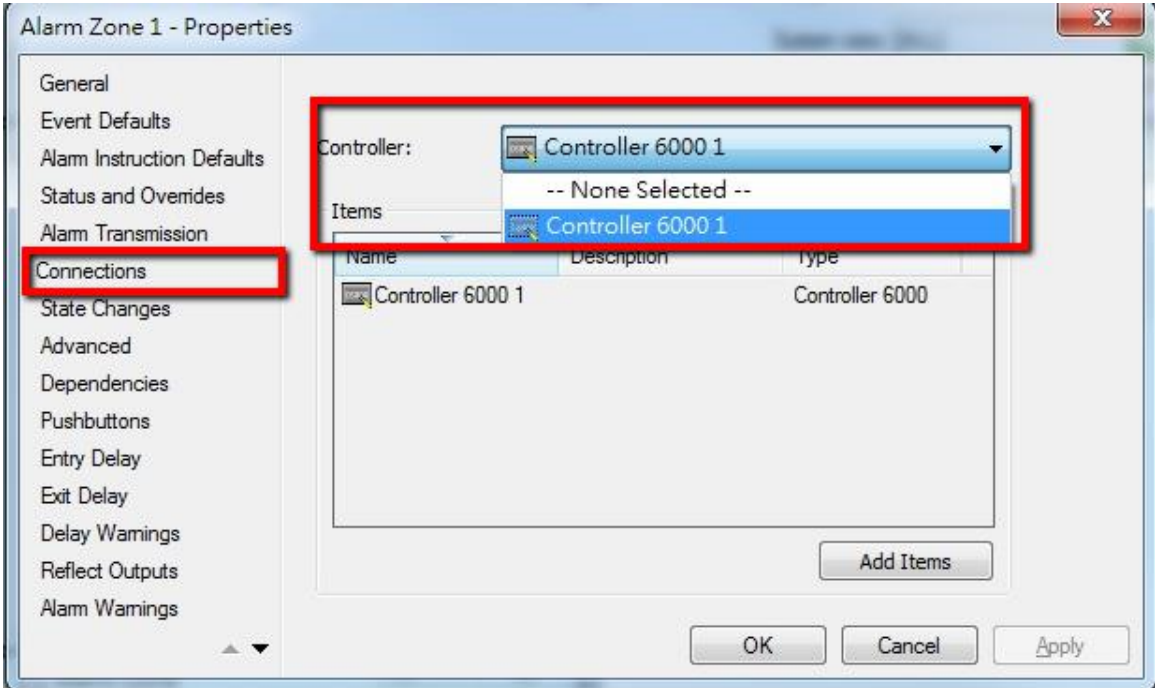 Alarm Zone 1 - Properties
General
Event Defaults
Alarm Instruction Defaults
Status and Overrides
Alarm Transmission
Connections
State Changes
Advanced
Dependencies
Pushbuttons
Entry Delay
Exit Delay
Delay Warnings
Reflect Outputs
Alarm Warnings
Controller: Controller 6000 1
-- None Selected --
Controller 6000 1
Items
Name Description Type
Controller 6000 1 Controller 6000
Add Items
OK Cancel Apply